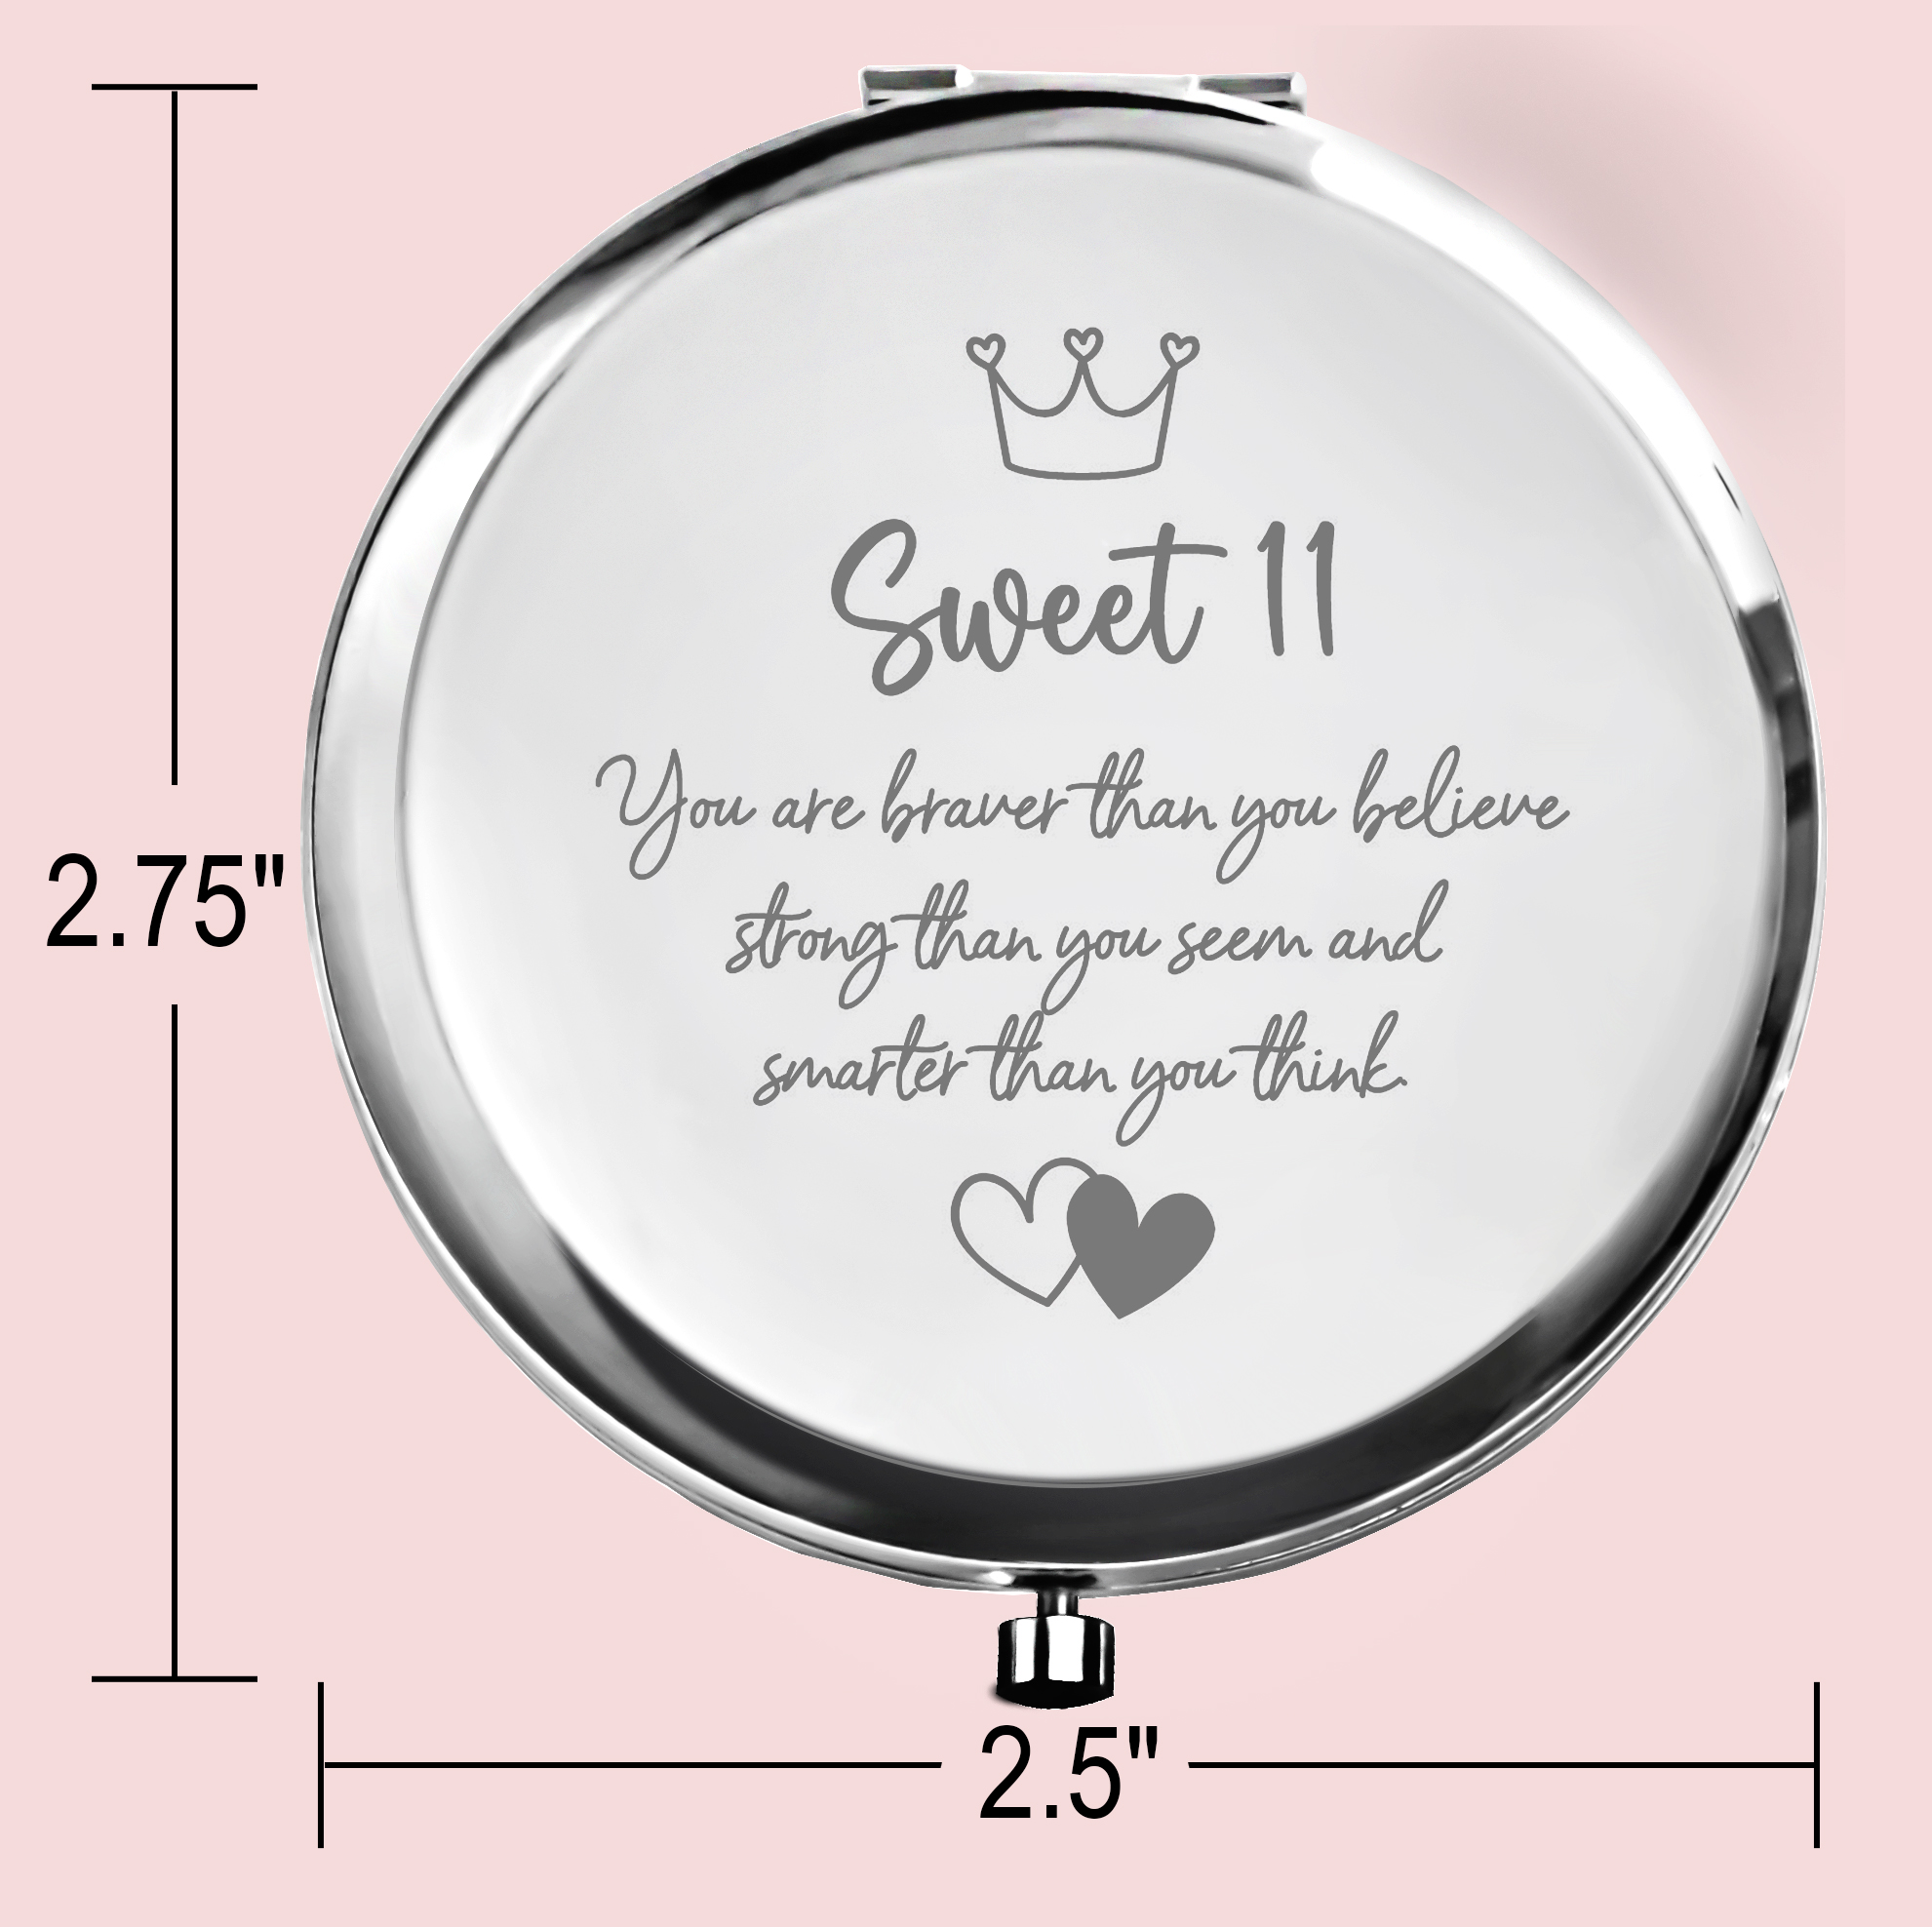 Sweet 11
You are braver than you believe
strong than you seem and
smarter than you think.
2.75"
2.5"